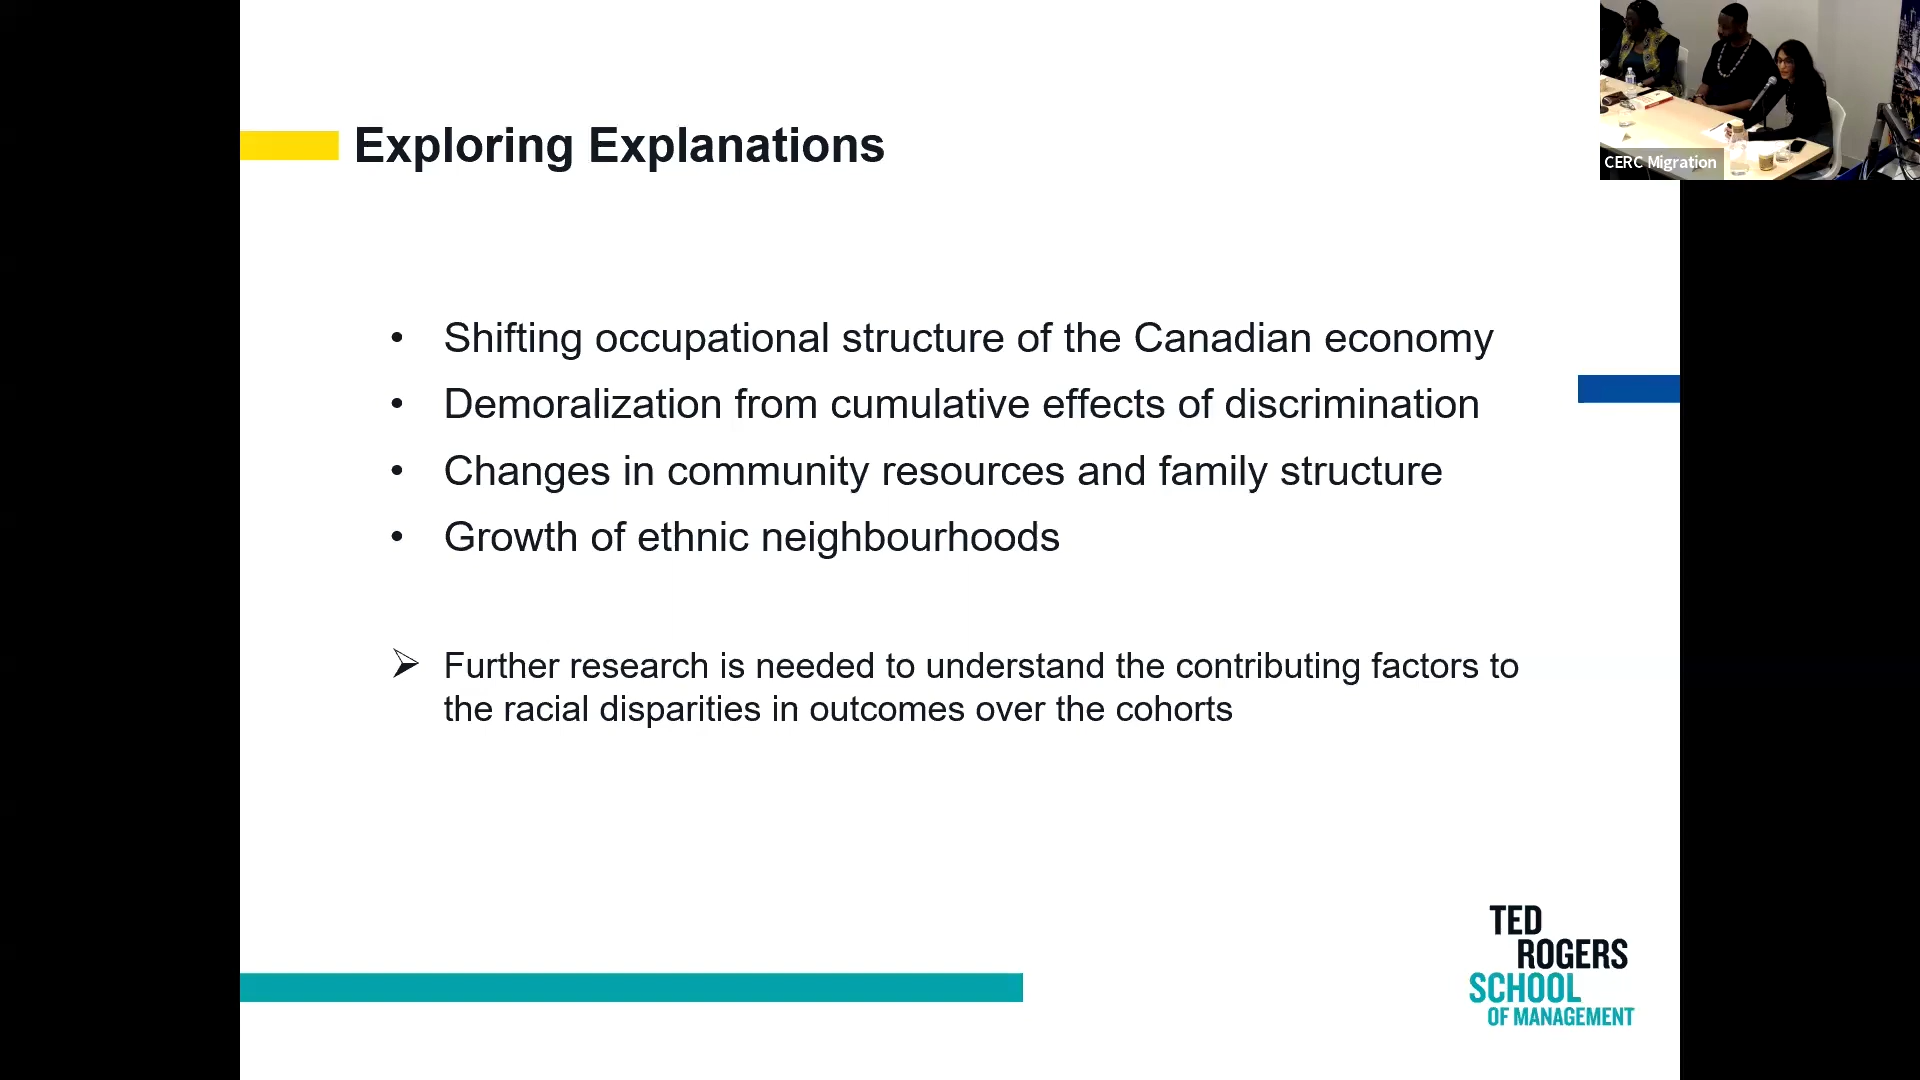 CERC Migration
Exploring Explanations
• Shifting occupational structure of the Canadian economy
• Demoralization from cumulative effects of discrimination
• Changes in community resources and family structure
• Growth of ethnic neighbourhoods
➢ Further research is needed to understand the contributing factors to
the racial disparities in outcomes over the cohorts
TED
ROGERS
SCHOOL
OF MANAGEMENT